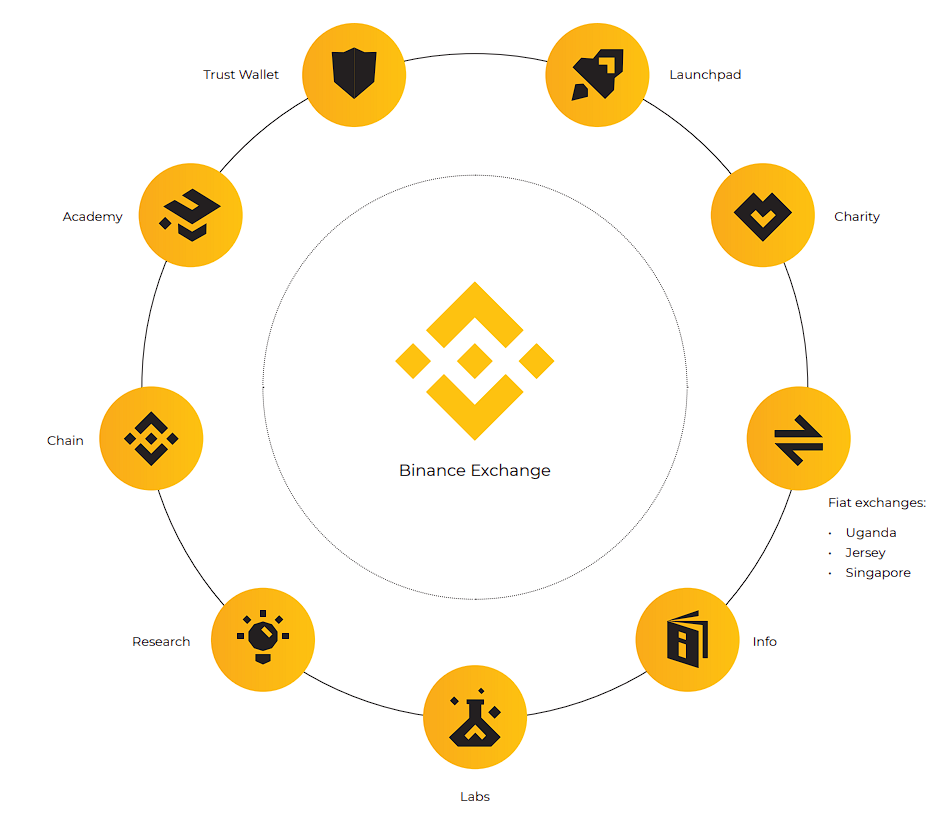 Trust Wallet
Launchpad
Academy
Charity
Chain
Binance Exchange
Fiat exchanges:
• Uganda
• Jersey
• Singapore
Research
Info
Labs